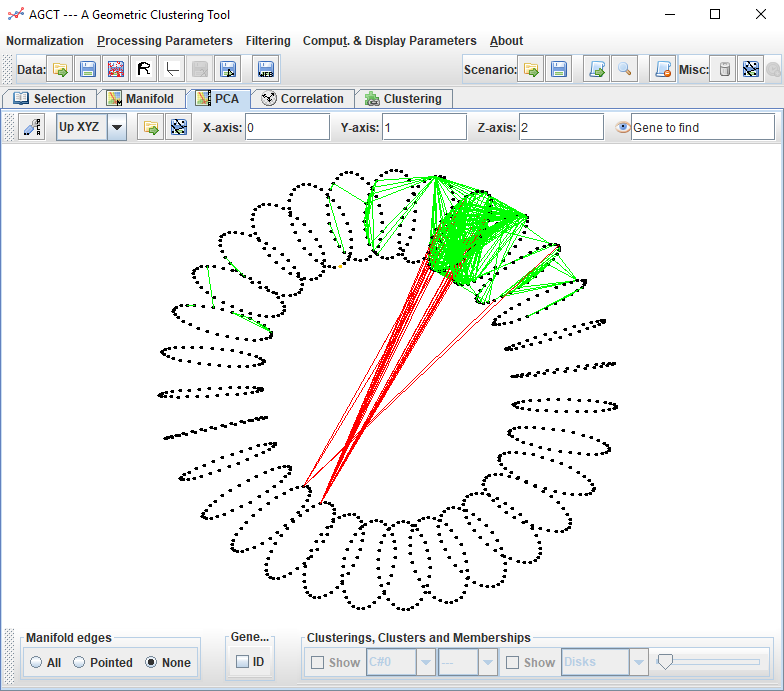 AGCT --- A Geometric Clustering Tool
Normalization Processing Parameters Filtering Comput. & Display Parameters About
Data: R WEB Scenario: Misc:
Selection Manifold PCA Correlation Clustering
Up XYZ X-axis: 0 Y-axis: 1 Z-axis: 2 Gene to find
Manifold edges Gene... Clusterings, Clusters and Memberships
All Pointed None ID Show C#0 --- Show Disks